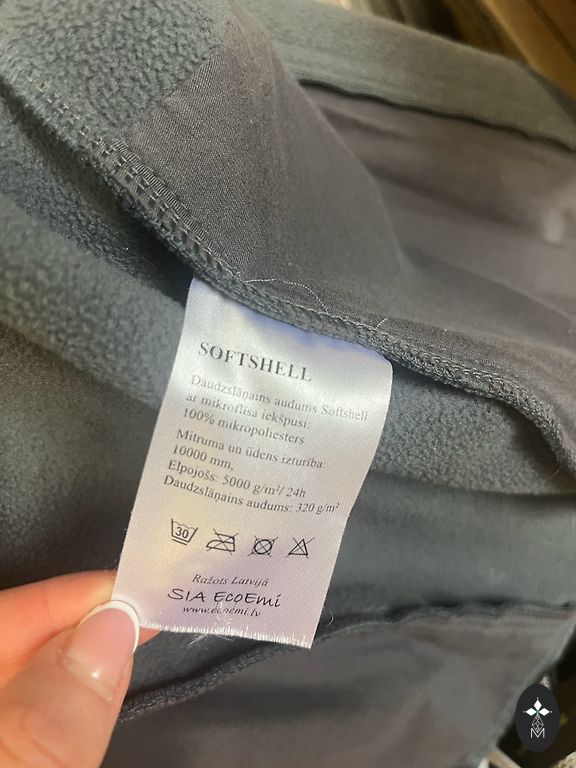 SOFTSHELL
Daudzslāņains audums Softshell
ar mikroflīsa iekšpusi:
100% mikropoliesters
Mitruma un ūdens izturība:
10000 mm,
Elpojošs: 5000 g/m²/ 24h
Daudzslāņains audums: 320 g/m²
30
Ražots Latvijā
SIA EcoEmi
www.ecoemi.lv
M